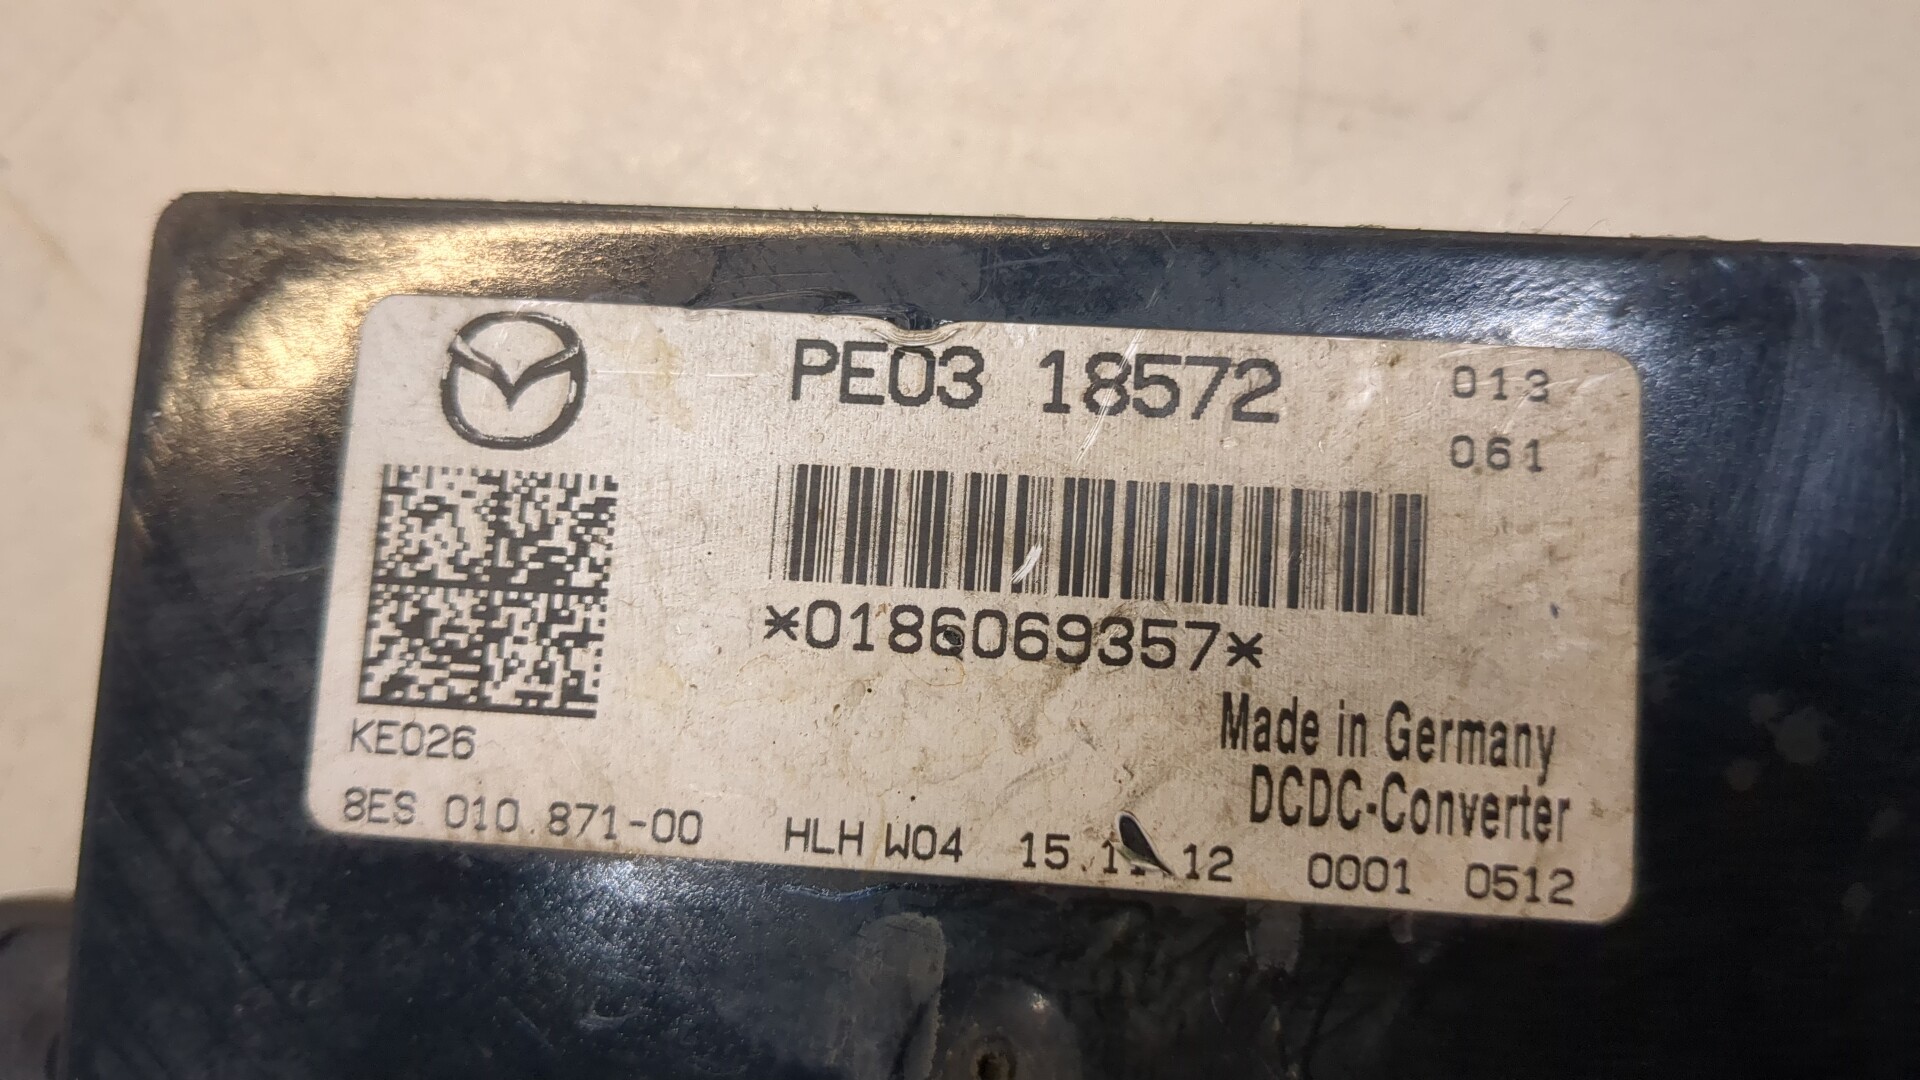 PE03 18572
013
061
*0186069357*
KE026
Made in Germany
DCDC-Converter
8ES 010.871-00 HLH W04 12 0001 0512